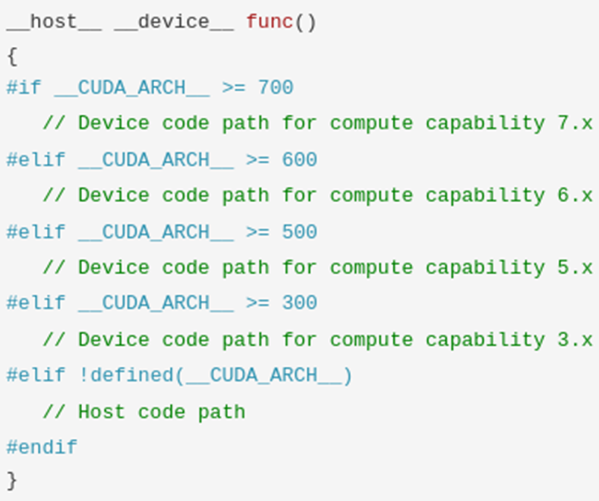 __host__ __device__ func()
{
#if __CUDA_ARCH__ >= 700
   // Device code path for compute capability 7.x
#elif __CUDA_ARCH__ >= 600
   // Device code path for compute capability 6.x
#elif __CUDA_ARCH__ >= 500
   // Device code path for compute capability 5.x
#elif __CUDA_ARCH__ >= 300
   // Device code path for compute capability 3.x
#elif !defined(__CUDA_ARCH__)
   // Host code path
#endif
}